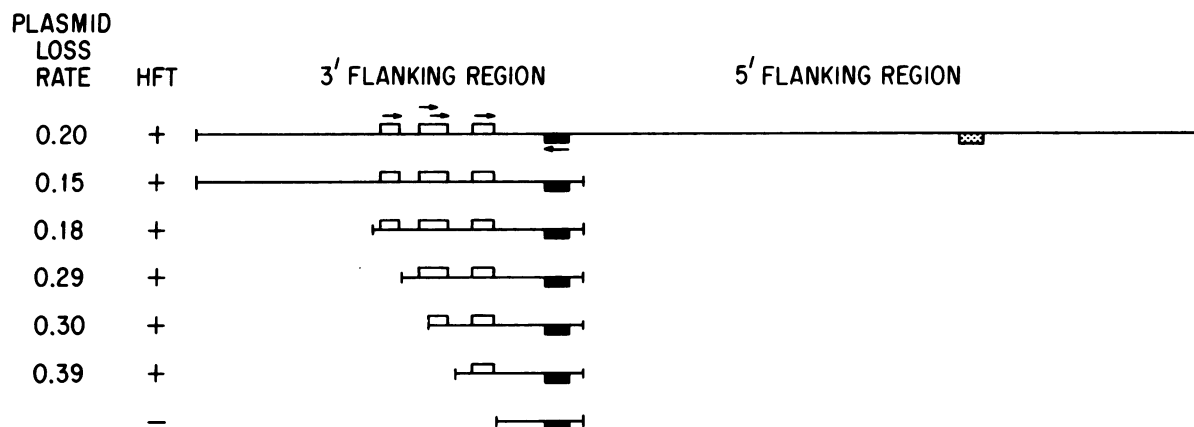 PLASMID
LOSS
RATE HFT 3' FLANKING REGION 5' FLANKING REGION
0.20 +
0.15 +
0.18 +
0.29 +
0.30 +
0.39 +
−